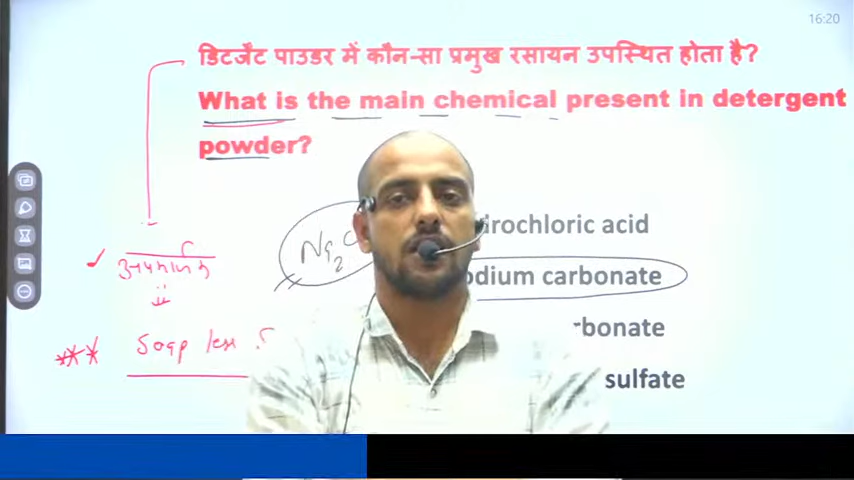 16:20
डिटर्जेंट पाउडर में कौन-सा प्रमुख रसायन उपस्थित होता है?
What is the main chemical present in detergent
powder?
drochloric acid
Na2C
odium carbonate
rbonate
Soap less
sulfate